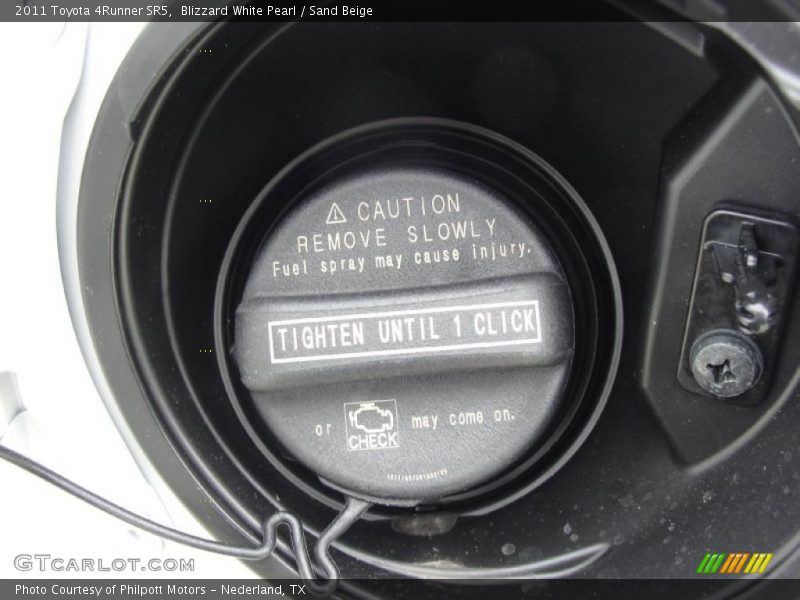 2011 Toyota 4Runner SR5, Blizzard White Pearl / Sand Beige
CAUTION
REMOVE SLOWLY
Fuel spray may cause injury.
TIGHTEN UNTIL 1 CLICK
or CHECK may come on.
GTcarlot.com
Photo Courtesy of Philpott Motors - Nederland, TX